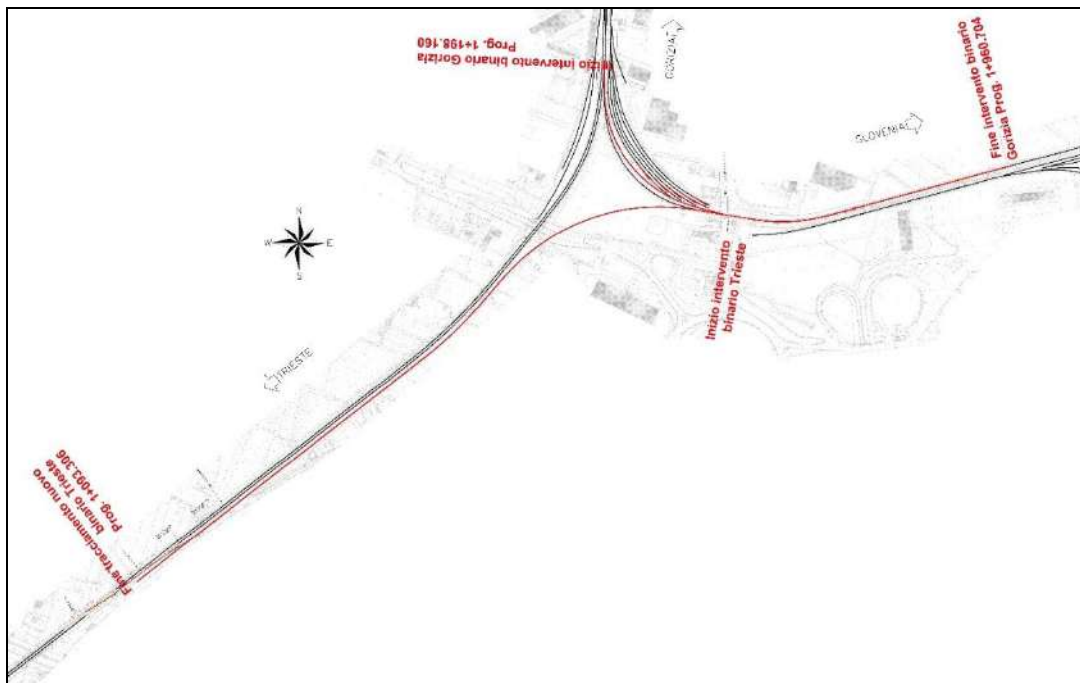 Inizio intervento binario Gorizia
Prog. 1+198.160
GORIZIA
Fine intervento binario
Gorizia Prog. 1+960.704
SLOVENIA
N
W
E
S
Inizio intervento
binario Trieste
TRIESTE
Fine tracciamento nuovo
binario Trieste
Prog. 1+093.306